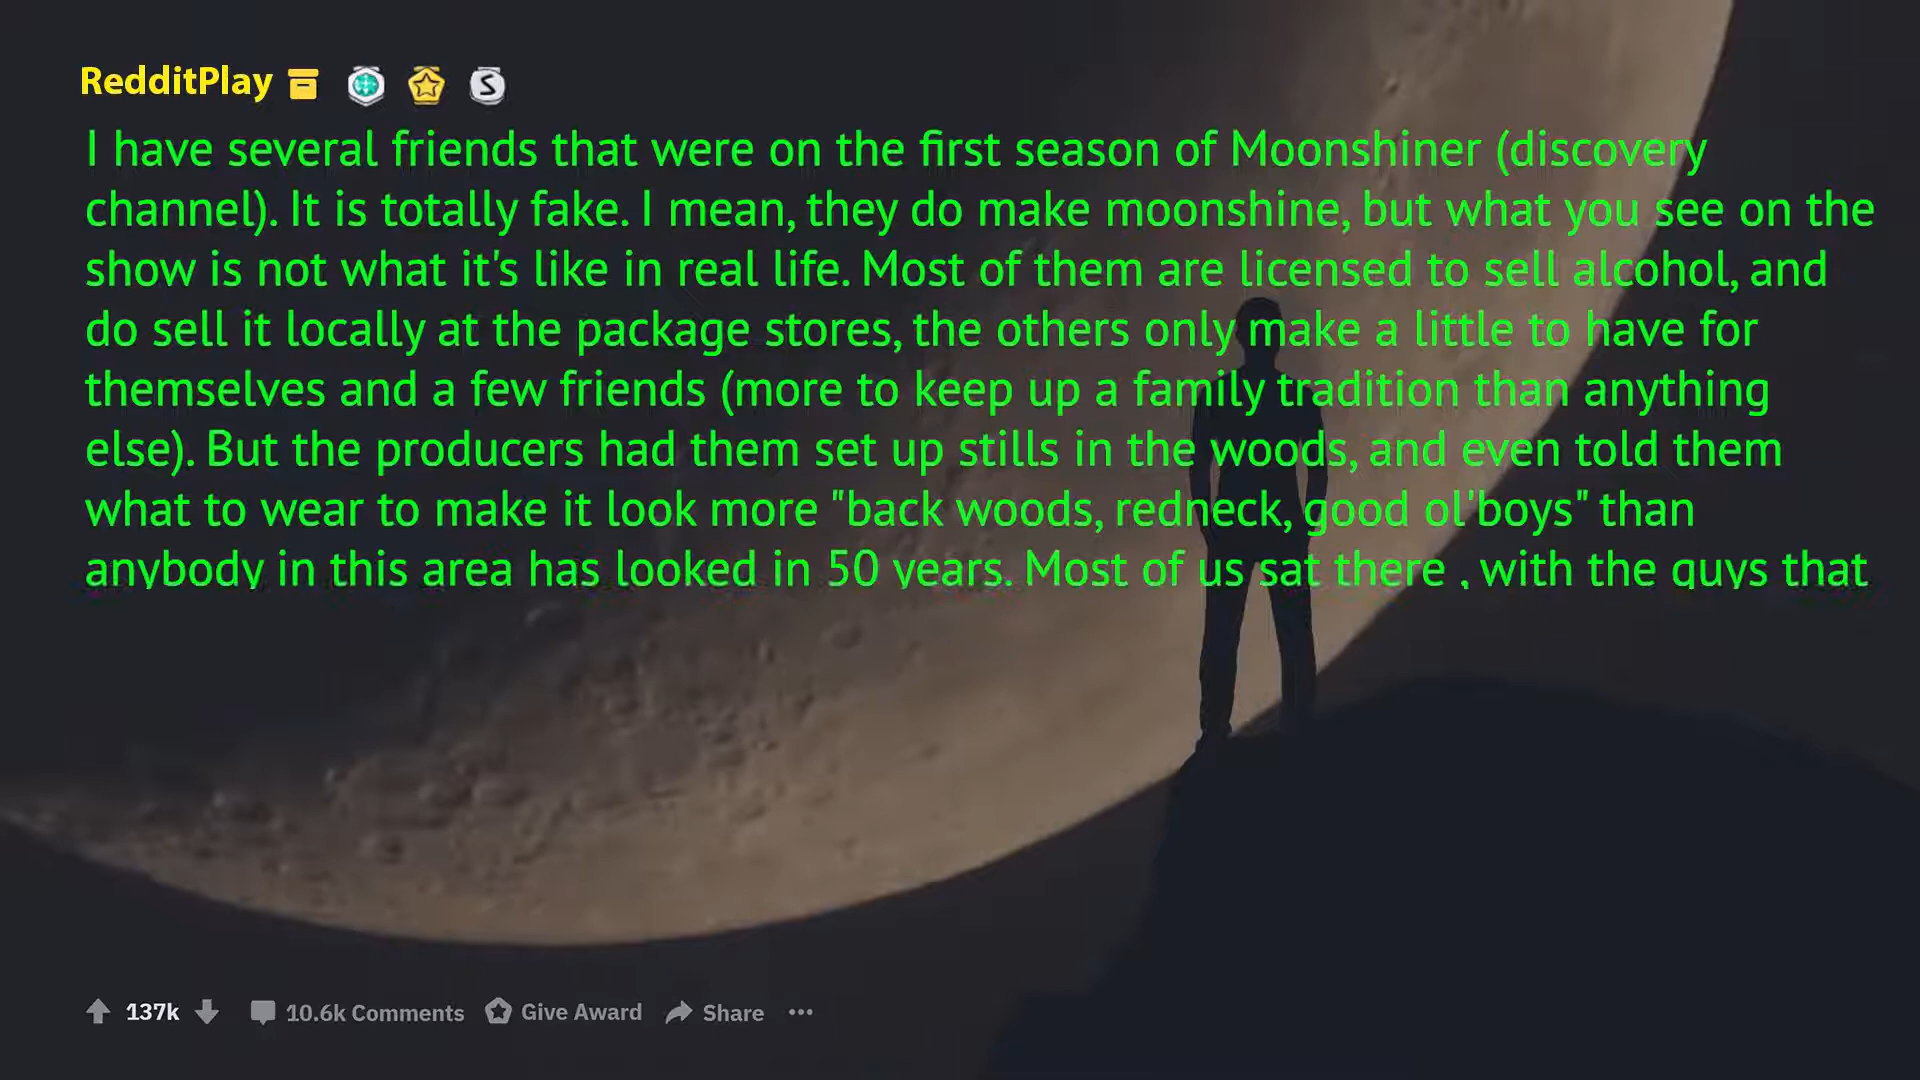 RedditPlay
I have several friends that were on the first season of Moonshiner (discovery
channel). It is totally fake. I mean, they do make moonshine, but what you see on the
show is not what it's like in real life. Most of them are licensed to sell alcohol, and
do sell it locally at the package stores, the others only make a little to have for
themselves and a few friends (more to keep up a family tradition than anything
else). But the producers had them set up stills in the woods, and even told them
what to wear to make it look more "back woods, redneck, good ol'boys" than
anybody in this area has looked in 50 years. Most of us sat there , with the guys that
137k 10.6k Comments Give Award Share ...